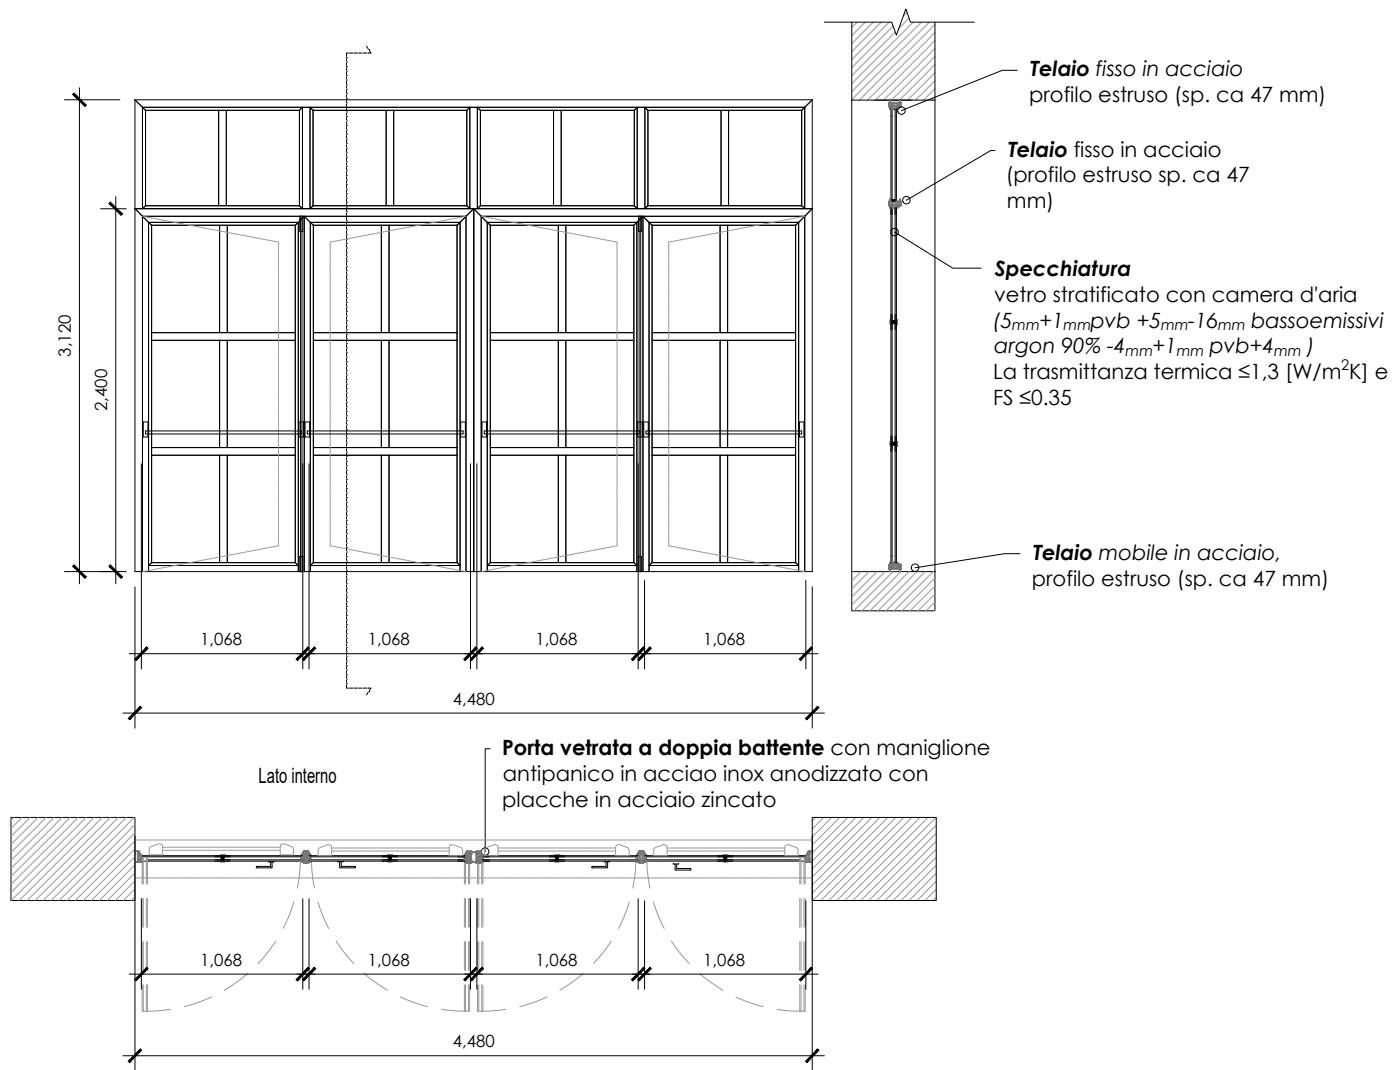 Telaio fisso in acciaio
profilo estruso (sp. ca 47 mm)
Telaio fisso in acciaio
(profilo estruso sp. ca 47
mm)
Specchiatura
vetro stratificato con camera d'aria
(5mm+1mmpvb +5mm-16mm bassoemissivi
argon 90% -4mm+1mm pvb+4mm )
La trasmittanza termica ≤1,3 [W/m²K] e
FS ≤0.35
Telaio mobile in acciaio,
profilo estruso (sp. ca 47 mm)
3,120
2,400
1,068
1,068
1,068
1,068
4,480
Porta vetrata a doppia battente con maniglione
antipanico in acciao inox anodizzato con
placche in acciaio zincato
Lato interno
1,068
1,068
1,068
1,068
4,480